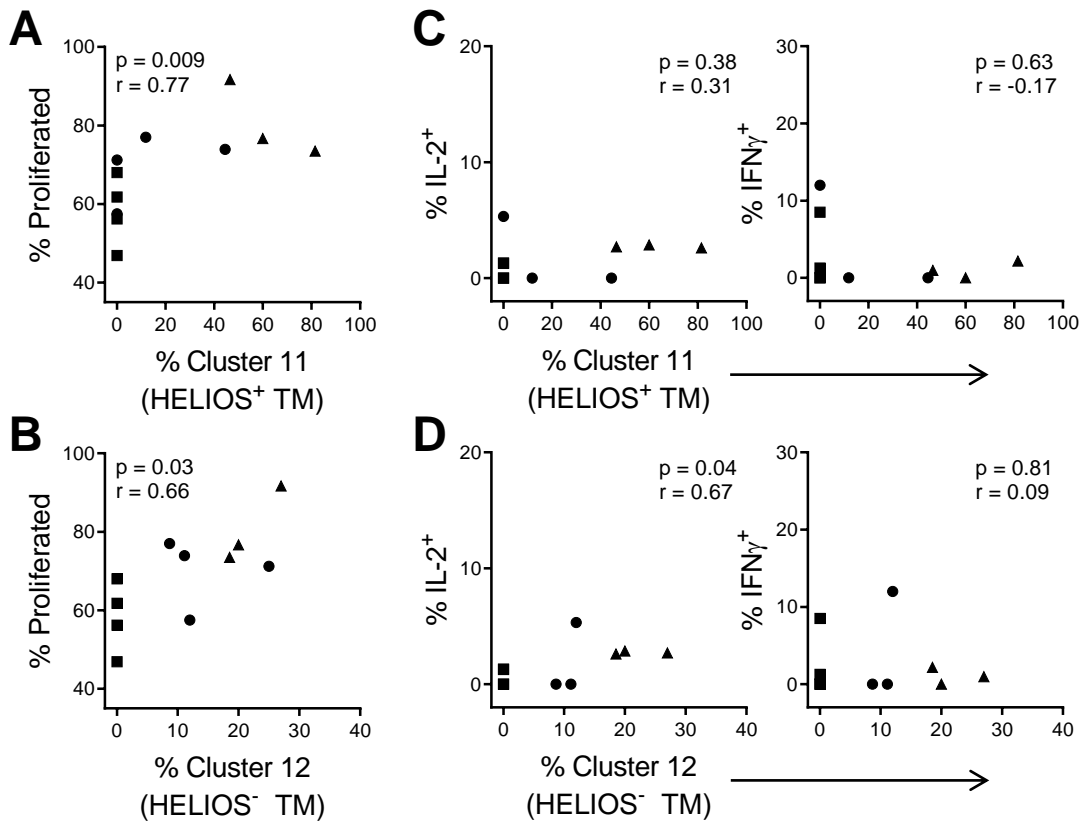 A
p = 0.009
r = 0.77
% Proliferated
100
80
60
40
0 20 40 60 80 100
% Cluster 11
(HELIOS⁺ TM)
B
p = 0.03
r = 0.66
% Proliferated
100
80
60
40
0 10 20 30 40
% Cluster 12
(HELIOS⁻ TM)
C
p = 0.38
r = 0.31
% IL-2⁺
20
10
0
0 20 40 60 80 100
% Cluster 11
(HELIOS⁺ TM)
p = 0.63
r = -0.17
% IFNγ⁺
30
20
10
0
0 20 40 60 80 100
D
p = 0.04
r = 0.67
% IL-2⁺
20
10
0
0 10 20 30 40
% Cluster 12
(HELIOS⁻ TM)
p = 0.81
r = 0.09
% IFNγ⁺
30
20
10
0
0 10 20 30 40